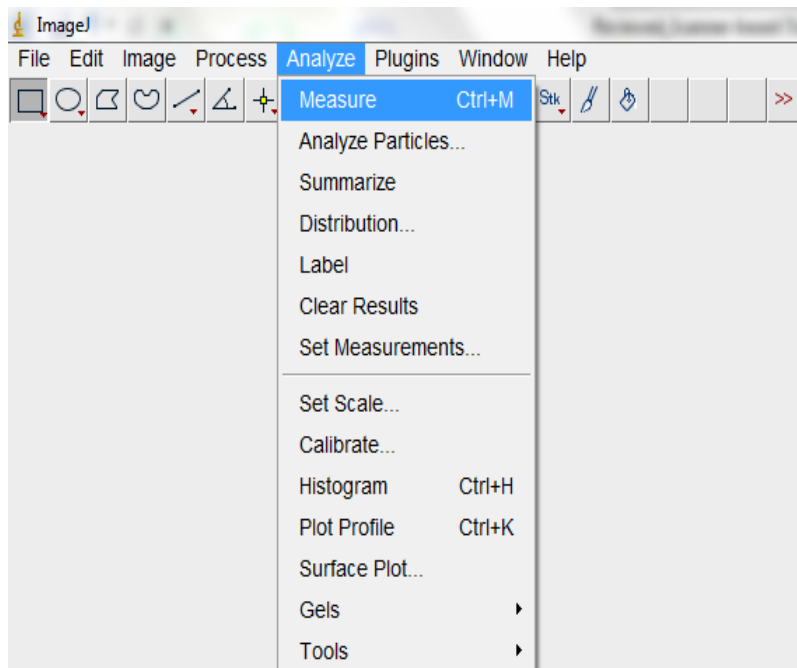 ImageJ
File Edit Image Process Analyze Plugins Window Help
Stk >>
Measure Ctrl+M
Analyze Particles...
Summarize
Distribution...
Label
Clear Results
Set Measurements...
Set Scale...
Calibrate...
Histogram Ctrl+H
Plot Profile Ctrl+K
Surface Plot...
Gels
Tools